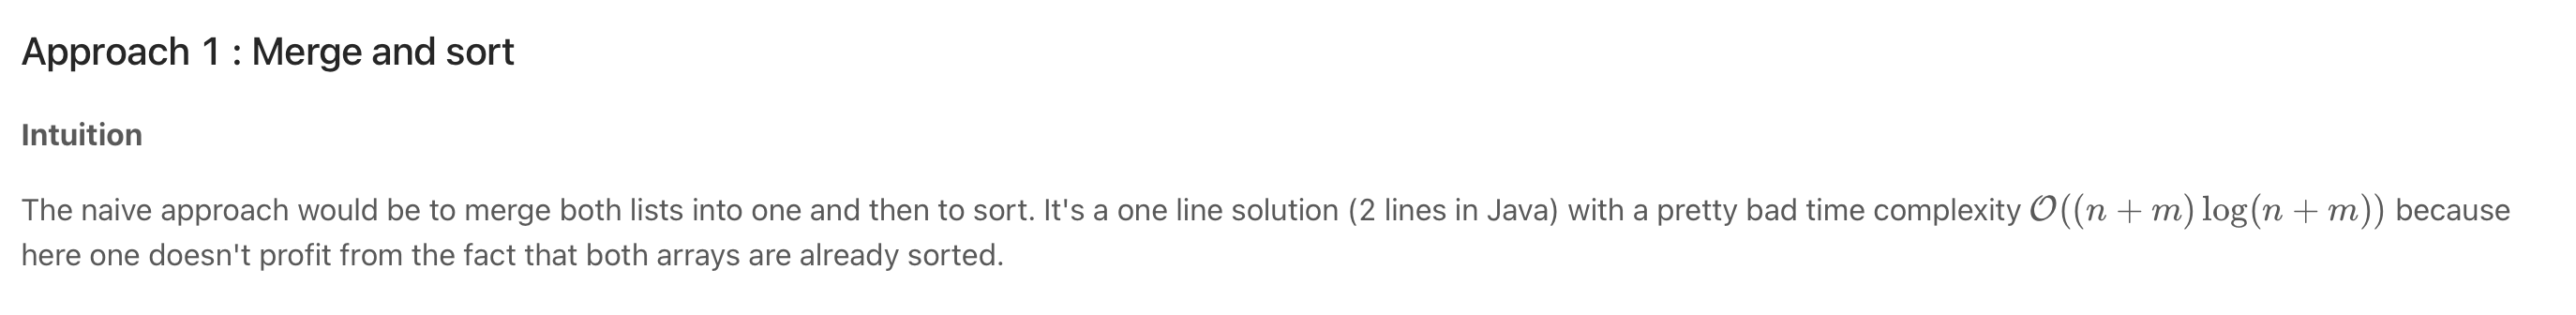 Approach 1 : Merge and sort
Intuition
The naive approach would be to merge both lists into one and then to sort. It's a one line solution (2 lines in Java) with a pretty bad time complexity 𝒪((n + m) log(n + m)) because
here one doesn't profit from the fact that both arrays are already sorted.